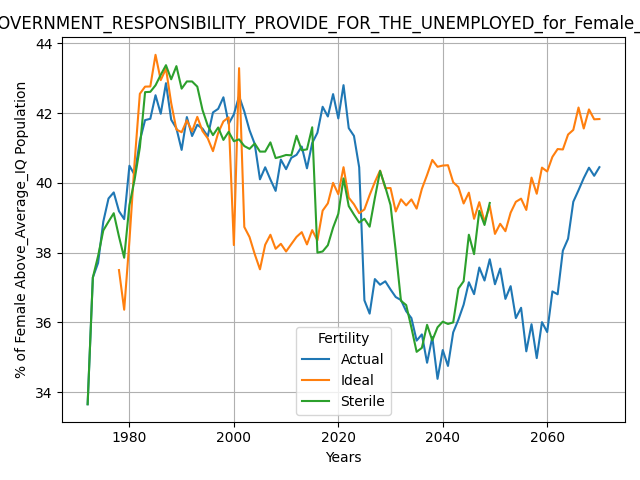 OVERNMENT_RESPONSIBILITY_PROVIDE_FOR_THE_UNEMPLOYED_for_Female_
% of Female Above_Average_IQ Population
44
42
40
38
36
34
Fertility
Actual
Ideal
Sterile
1980 2000 2020 2040 2060
Years